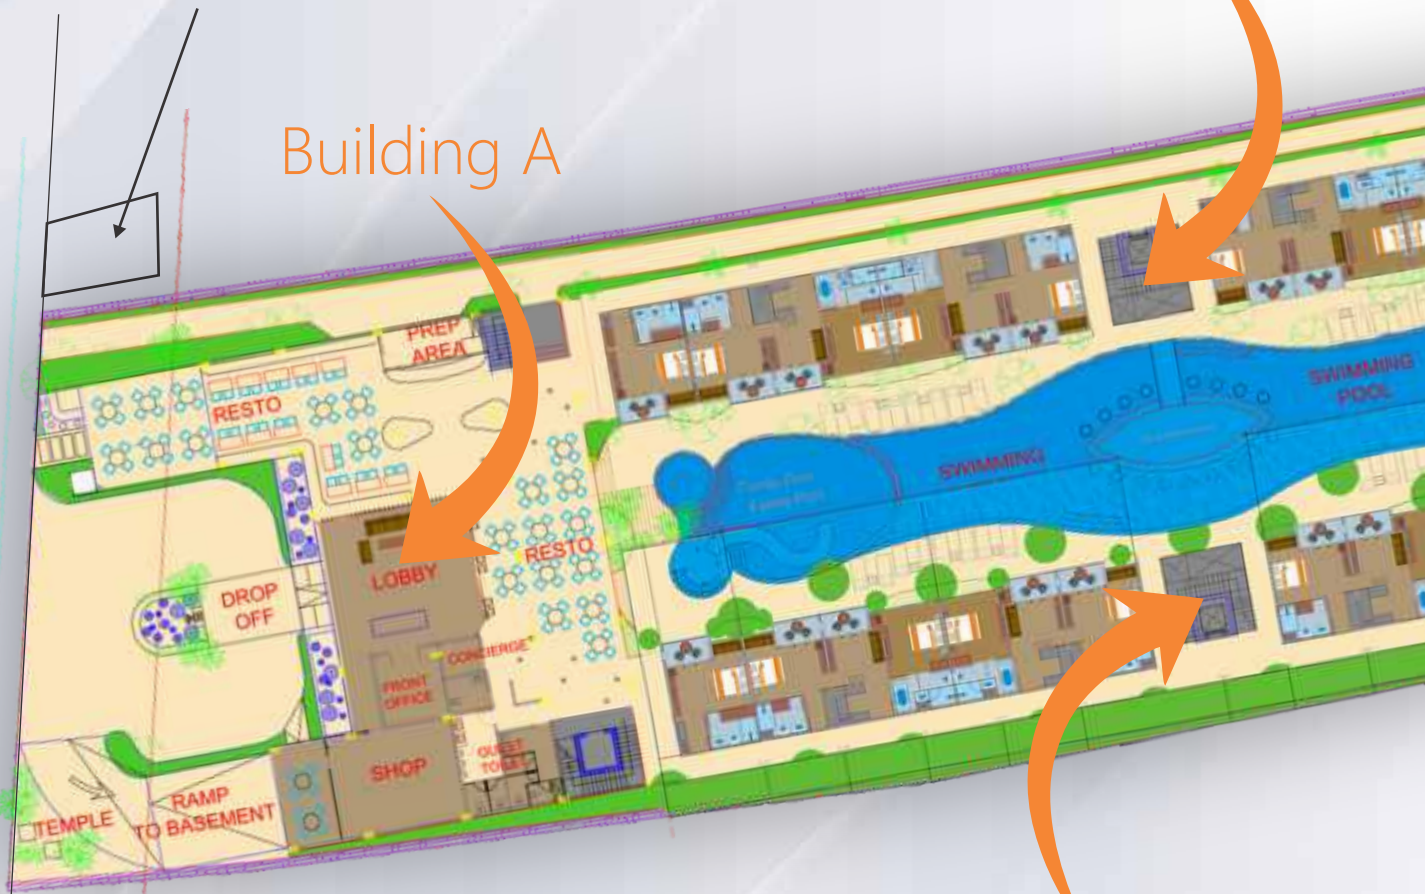 Building A
PREP
AREA
RESTO
SWIMMING
POOL
SWIMMING
RESTO
LOBBY
DROP
OFF
CONCIERGE
FRONT
OFFICE
GUEST
TOILET
SHOP
RAMP
TO BASEMENT
TEMPLE